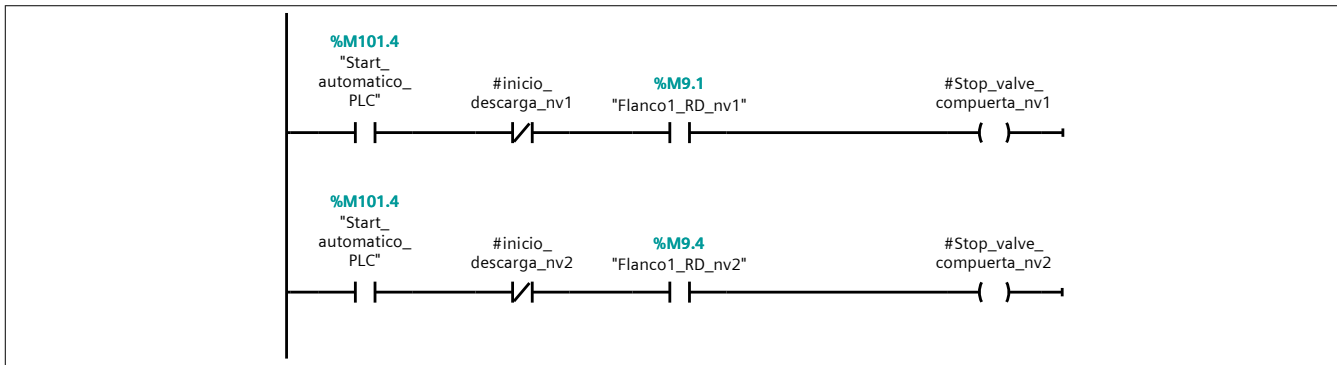 %M101.4
"Start_
automatico_
PLC"
#inicio_
descarga_nv1
%M9.1
"Flanco1_RD_nv1"
#Stop_valve_
compuerta_nv1
%M101.4
"Start_
automatico_
PLC"
#inicio_
descarga_nv2
%M9.4
"Flanco1_RD_nv2"
#Stop_valve_
compuerta_nv2